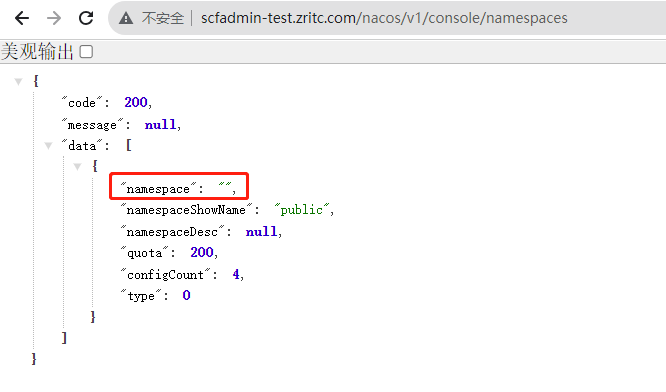 不安全 scfadmin-test.zritc.com/nacos/v1/console/namespaces
美观输出
{
"code": 200,
"message": null,
"data": [
{
"namespace": "",
"namespaceShowName": "public",
"namespaceDesc": null,
"quota": 200,
"configCount": 4,
"type": 0
}
]
}